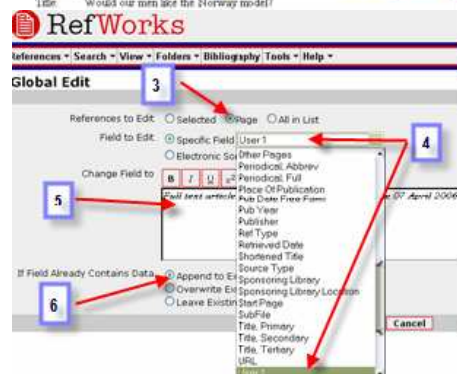 Title: Would our men like the Norway model?
RefWorks
References Search View Folders Bibliography Tools Help
Global Edit
3
References to Edit Selected Page All in List
Field to Edit Specific Field User 1
4
Electronic
Other Pages
Change Field to B I U x2 Periodical, Abbrev
Periodical, Full
Place Of Publication
5 Full text article 07 April 2006
Pub Date Free Form
Pub Year
Publisher
Ref Type
Retrieved Date
Shortened Title
Source Type
If Field Already Contains Data Append to
Sponsoring Library
6 Overwrite
Sponsoring Library Location
Leave
Start Page
SubFile
Title, Primary
Cancel
Title, Secondary
Title, Tertiary
URL
User 1